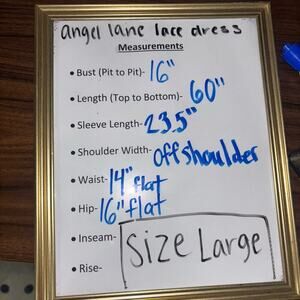 angel lane lace dress
Measurements
• Bust (Pit to Pit)- 16"
• Length (Top to Bottom)- 60"
• Sleeve Length- 23.5"
• Shoulder Width- Off Shoulder
• Waist- 14" flat
• Hip- 16" flat
• Inseam-
Size Large
• Rise-